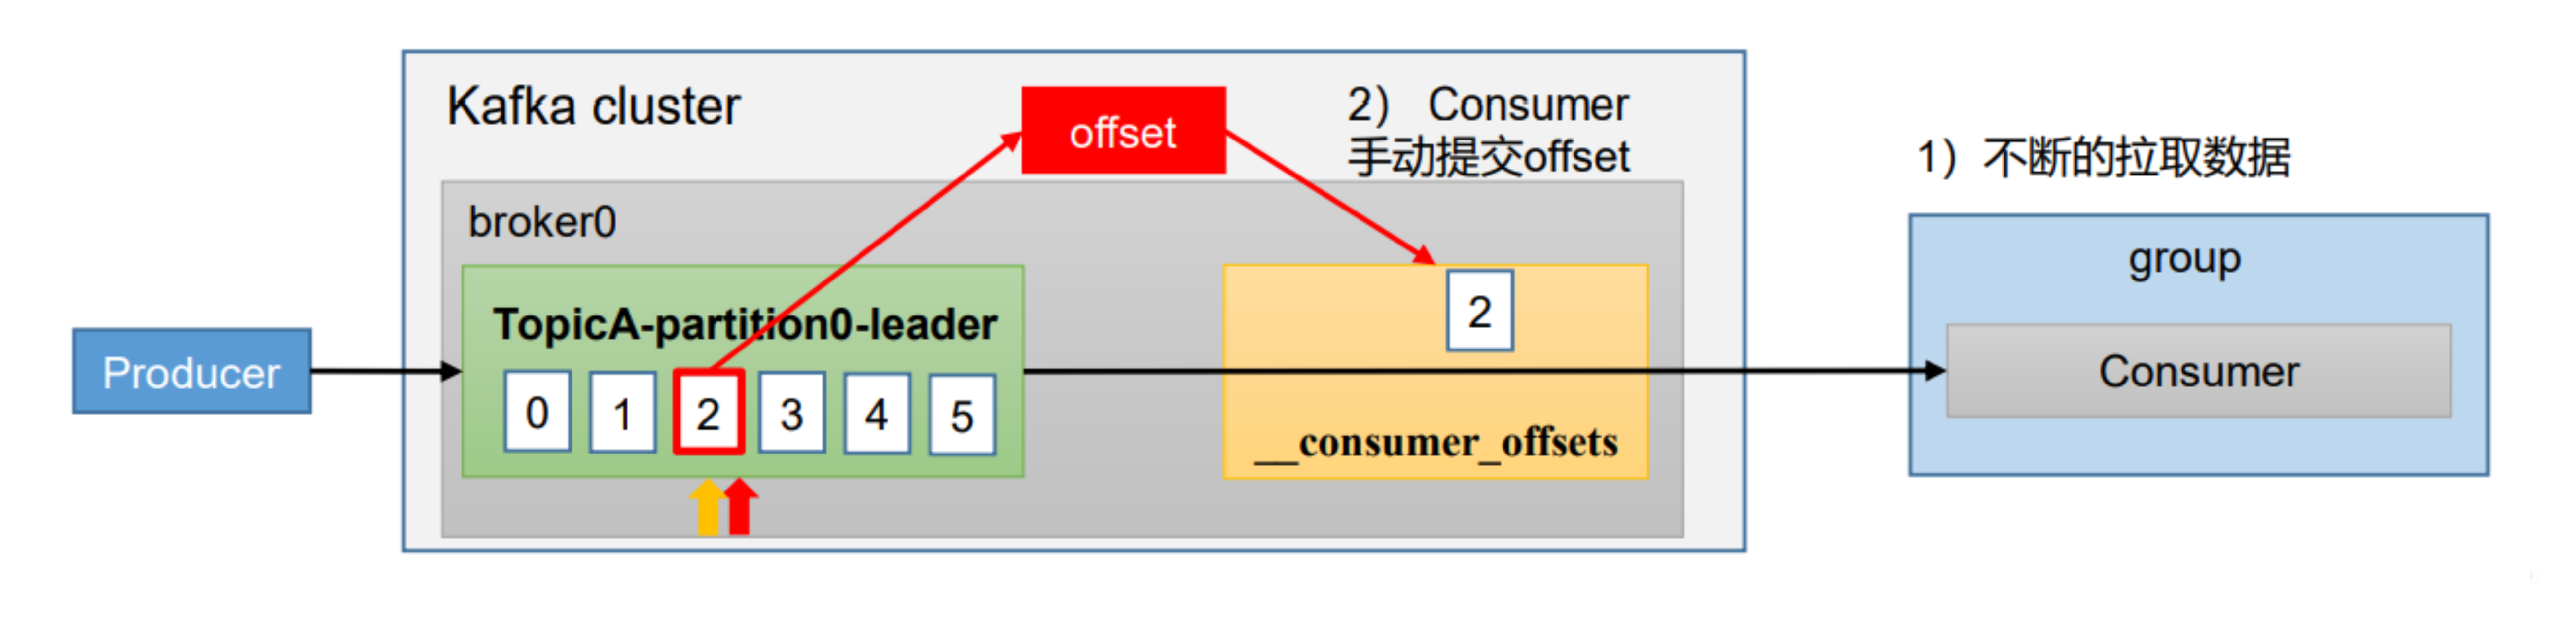 Kafka cluster
offset
2） Consumer
手动提交offset
1）不断的拉取数据
broker0
group
TopicA-partition0-leader
2
Producer
Consumer
0 1 2 3 4 5
__consumer_offsets